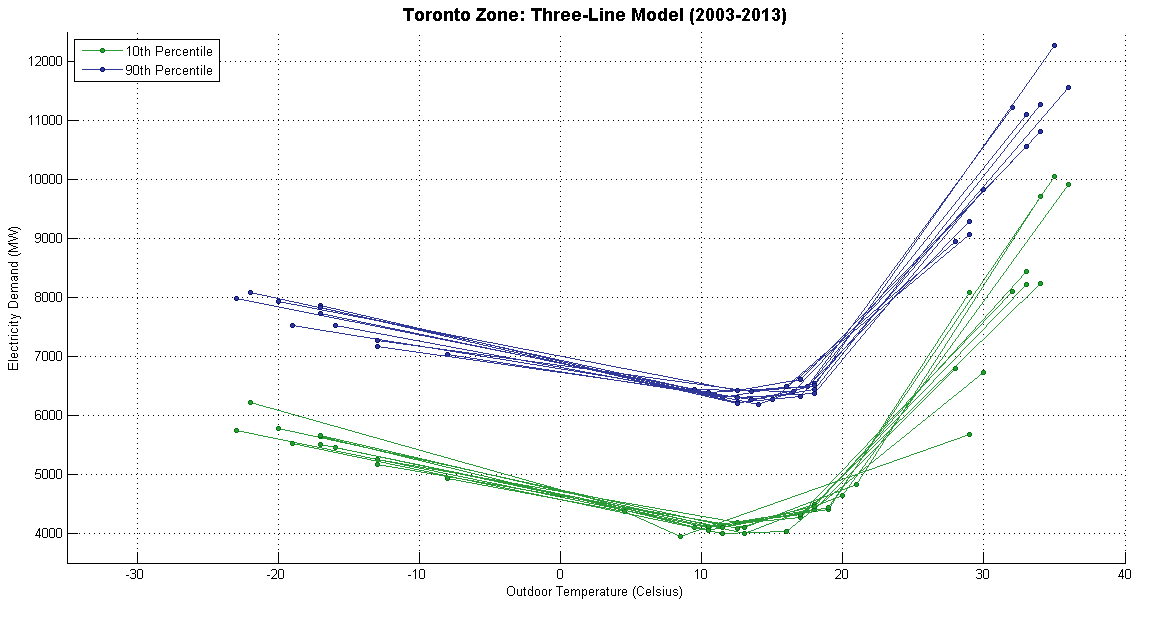 Toronto Zone: Three-Line Model (2003-2013)
10th Percentile
90th Percentile
12000
11000
10000
9000
8000
7000
6000
5000
4000
Electricity Demand (MW)
-30 -20 -10 0 10 20 30 40
Outdoor Temperature (Celsius)